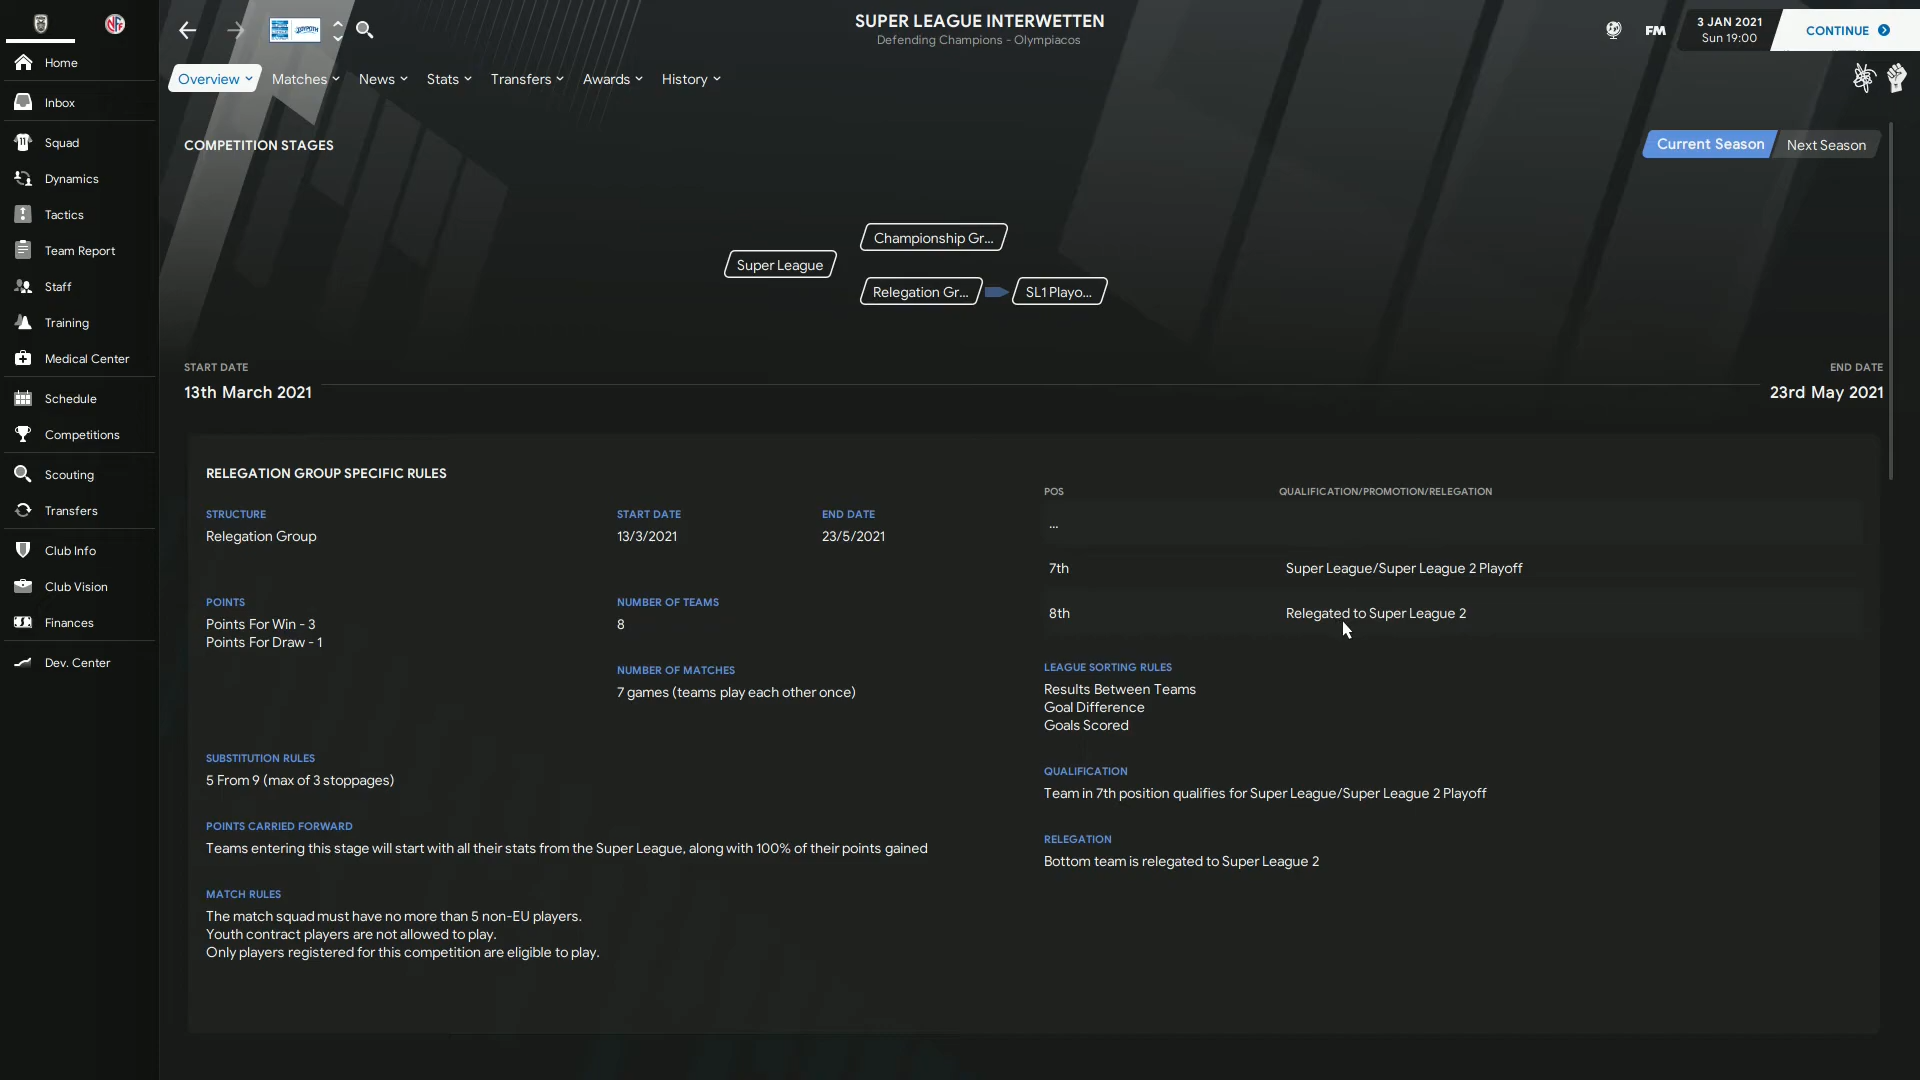 SUPER LEAGUE INTERWETTEN
Defending Champions - Olympiacos
FM
3 JAN 2021
Sun 19:00
CONTINUE
Home
Inbox
Squad
Dynamics
Tactics
Team Report
Staff
Training
Medical Center
Schedule
Competitions
Scouting
Transfers
Club Info
Club Vision
Finances
Dev. Center
Overview
Matches
News
Stats
Transfers
Awards
History
COMPETITION STAGES
Current Season
Next Season
Super League
Championship Gr...
Relegation Gr...
SL1 Playo...
START DATE
13th March 2021
END DATE
23rd May 2021
RELEGATION GROUP SPECIFIC RULES
STRUCTURE
Relegation Group
START DATE
13/3/2021
END DATE
23/5/2021
POINTS
Points For Win - 3
Points For Draw - 1
NUMBER OF TEAMS
8
NUMBER OF MATCHES
7 games (teams play each other once)
SUBSTITUTION RULES
5 From 9 (max of 3 stoppages)
POINTS CARRIED FORWARD
Teams entering this stage will start with all their stats from the Super League, along with 100% of their points gained
MATCH RULES
The match squad must have no more than 5 non-EU players.
Youth contract players are not allowed to play.
Only players registered for this competition are eligible to play.
POS
QUALIFICATION/PROMOTION/RELEGATION
...
7th
Super League/Super League 2 Playoff
8th
Relegated to Super League 2
LEAGUE SORTING RULES
Results Between Teams
Goal Difference
Goals Scored
QUALIFICATION
Team in 7th position qualifies for Super League/Super League 2 Playoff
RELEGATION
Bottom team is relegated to Super League 2